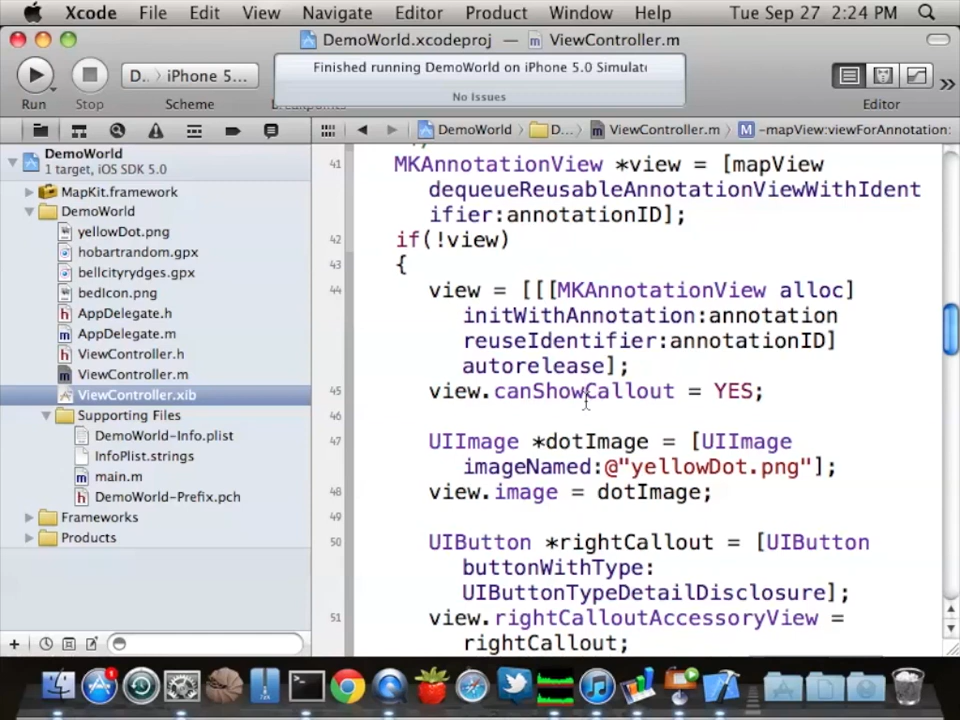 Xcode File Edit View Navigate Editor Product Window Help Tue Sep 27 2:24 PM
DemoWorld.xcodeproj — ViewController.m
Finished running DemoWorld on iPhone 5.0 Simulat
No Issues
D... iPhone 5...
Run Stop Scheme Editor
DemoWorld D... ViewController.m M -mapView:viewForAnnotation:
DemoWorld
1 target, iOS SDK 5.0
MapKit.framework
DemoWorld
yellowDot.png
hobartrandom.gpx
bellcityrydges.gpx
bedIcon.png
h AppDelegate.h
m AppDelegate.m
h ViewController.h
m ViewController.m
ViewController.xib
Supporting Files
DemoWorld-Info.plist
InfoPlist.strings
m main.m
h DemoWorld-Prefix.pch
Frameworks
Products
41 MKAnnotationView *view = [mapView
dequeueReusableAnnotationViewWithIdent
ifier:annotationID];
42 if(!view)
43 {
44 view = [[[MKAnnotationView alloc]
initWithAnnotation:annotation
reuseIdentifier:annotationID]
autorelease];
45 view.canShowCallout = YES;
46
47 UIImage *dotImage = [UIImage
imageNamed:@"yellowDot.png"];
48 view.image = dotImage;
49
50 UIButton *rightCallout = [UIButton
buttonWithType:
UIButtonTypeDetailDisclosure];
51 view.rightCalloutAccessoryView =
rightCallout;